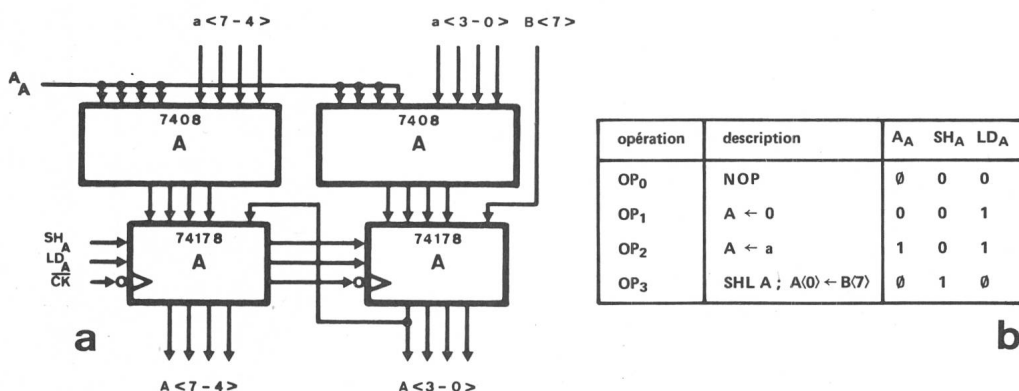 a<7-4>
a<3-0> B<7>
A_A
7408
A
7408
A
SH_A
LD_A
C̅K̅
74178
A
74178
A
a
A<7-4>
A<3-0>
opération description A_A SH_A LD_A
OP₀ NOP ∅ 0 0
OP₁ A ← 0 0 0 1
OP₂ A ← a 1 0 1
OP₃ SHL A ; A⟨0⟩ ← B⟨7⟩ ∅ 1 ∅
b